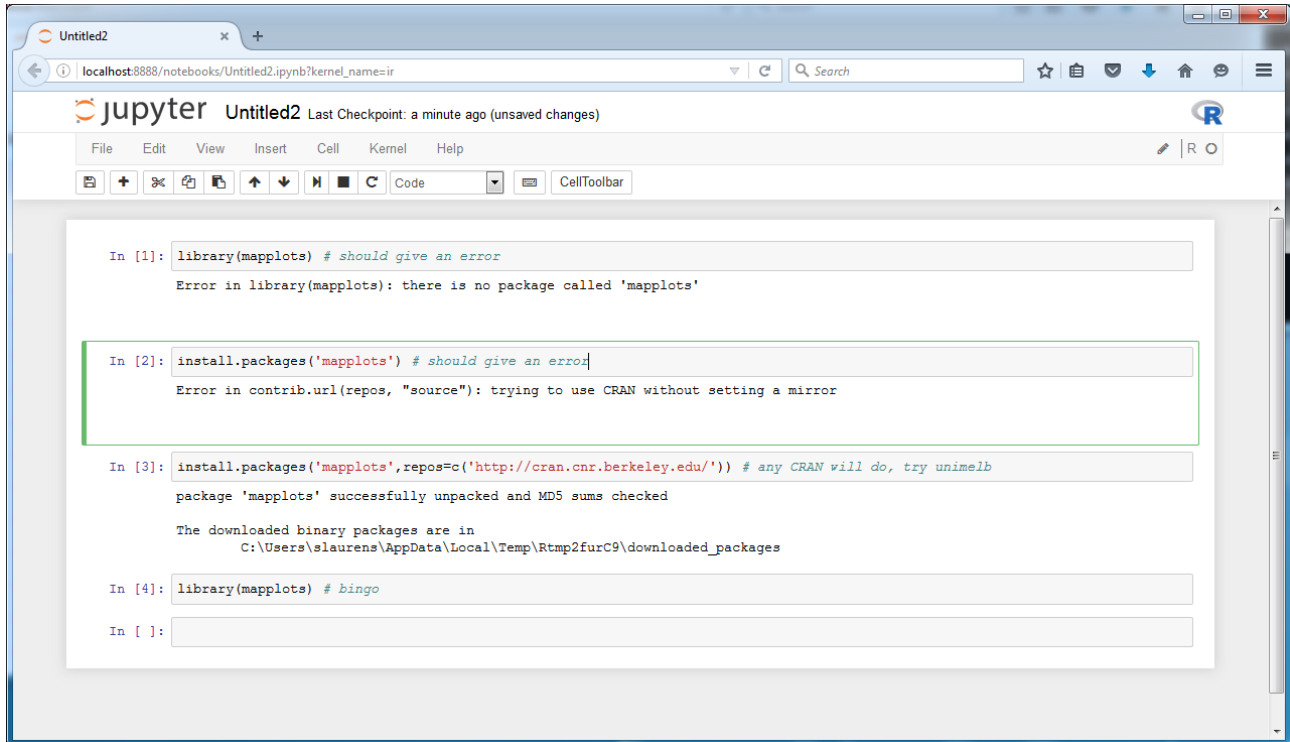 Untitled2
localhost:8888/notebooks/Untitled2.ipynb?kernel_name=ir
Search
jupyter Untitled2 Last Checkpoint: a minute ago (unsaved changes)
R
File Edit View Insert Cell Kernel Help
R
Code CellToolbar
In [1]: library(mapplots) # should give an error
Error in library(mapplots): there is no package called 'mapplots'
In [2]: install.packages('mapplots') # should give an error
Error in contrib.url(repos, "source"): trying to use CRAN without setting a mirror
In [3]: install.packages('mapplots',repos=c('http://cran.cnr.berkeley.edu/')) # any CRAN will do, try unimelb
package 'mapplots' successfully unpacked and MD5 sums checked
The downloaded binary packages are in
C:\Users\slaurens\AppData\Local\Temp\Rtmp2furC9\downloaded_packages
In [4]: library(mapplots) # bingo
In [ ]: